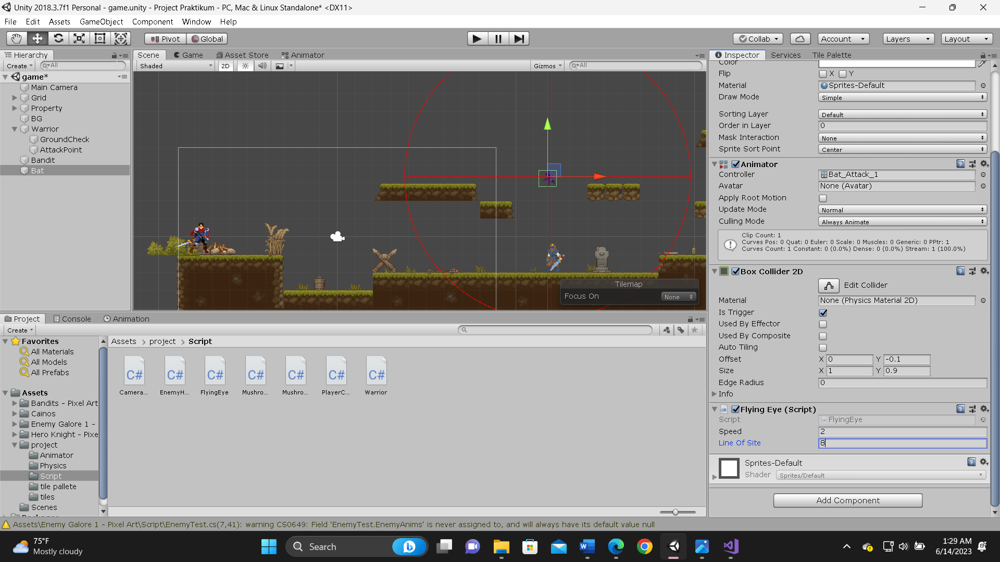 Unity 2018.3.7f1 Personal - game.unity - Project Praktikum - PC, Mac & Linux Standalone* <DX11>
File Edit Assets GameObject Component Window Help
Pivot Global Collab Account Layers Layout
Hierarchy
Create All
game*
Main Camera
Grid
Property
BG
Warrior
GroundCheck
AttackPoint
Bandit
Bat
Scene Game Asset Store Animator
Shaded 2D Gizmos All
Tilemap
Focus On None
Inspector Services Tile Palette
Color
Flip X Y
Material Sprites-Default
Draw Mode Simple
Sorting Layer Default
Order in Layer 0
Mask Interaction None
Sprite Sort Point Center
Animator
Controller Bat_Attack_1
Avatar None (Avatar)
Apply Root Motion
Update Mode Normal
Culling Mode Always Animate
Clip Count: 1
Curves Pos: 0 Quat: 0 Euler: 0 Scale: 0 Muscles: 0 Generic: 0 PPtr: 1
Curves Count: 1 Constant: 0 (0.0%) Dense: 0 (0.0%) Stream: 1 (100.0%)
Box Collider 2D
Edit Collider
Material None (Physics Material 2D)
Is Trigger
Used By Effector
Used By Composite
Auto Tiling
Offset X 0 Y -0.1
Size X 1 Y 0.9
Edge Radius 0
Info
Flying Eye (Script)
Script FlyingEye
Speed 2
Line Of Site 8
Sprites-Default
Shader Sprites/Default
Add Component
Project Console Animation
Create
Favorites
All Materials
All Models
All Prefabs
Assets
Bandits - Pixel Art
Cainos
Enemy Galore 1 -
Hero Knight - Pixe
project
Animator
Physics
Script
tile pallete
tiles
Scenes
Assets project Script
C# C# C# C# C# C# C#
Camera... EnemyH... FlyingEye Mushro... Mushro... PlayerC... Warrior
Assets\Enemy Galore 1 - Pixel Art\Script\EnemyTest.cs(7,41): warning CS0649: Field 'EnemyTest.EnemyAnims' is never assigned to, and will always have its default value null
75°F
Mostly cloudy
Search
1:29 AM
6/14/2023